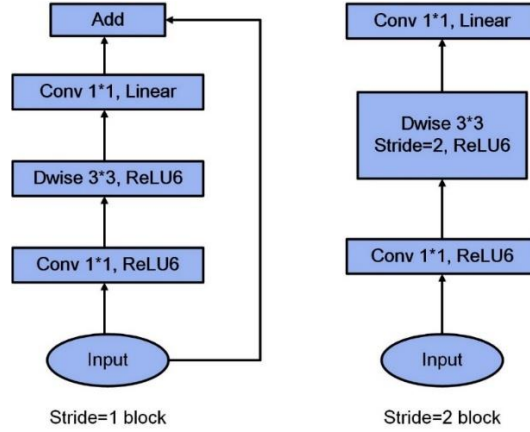 Add
Conv 1*1, Linear
Dwise 3*3, ReLU6
Conv 1*1, ReLU6
Input
Stride=1 block
Conv 1*1, Linear
Dwise 3*3
Stride=2, ReLU6
Conv 1*1, ReLU6
Input
Stride=2 block